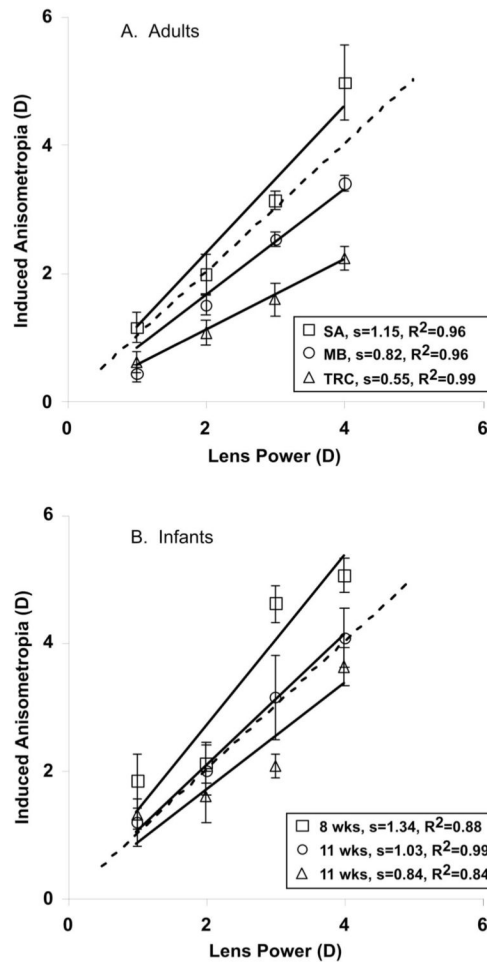 6
A. Adults
4
Induced Anisometropia (D)
2
SA, s=1.15, R²=0.96
MB, s=0.82, R²=0.96
TRC, s=0.55, R²=0.99
0
0 2 4 6
Lens Power (D)
6
B. Infants
4
Induced Anisometropia (D)
2
8 wks, s=1.34, R²=0.88
11 wks, s=1.03, R²=0.99
11 wks, s=0.84, R²=0.84
0
0 2 4 6
Lens Power (D)